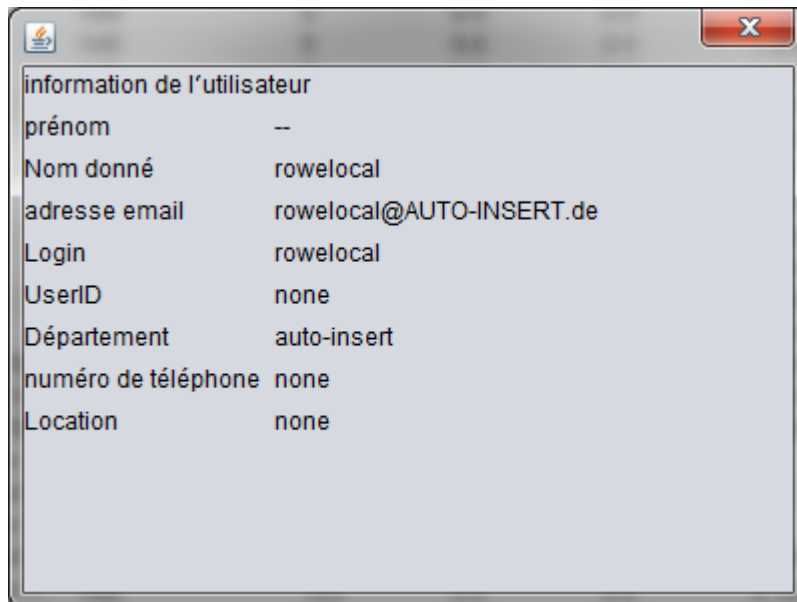 information de l'utilisateur
prénom --
Nom donné rowelocal
adresse email rowelocal@AUTO-INSERT.de
Login rowelocal
UserID none
Département auto-insert
numéro de téléphone none
Location none